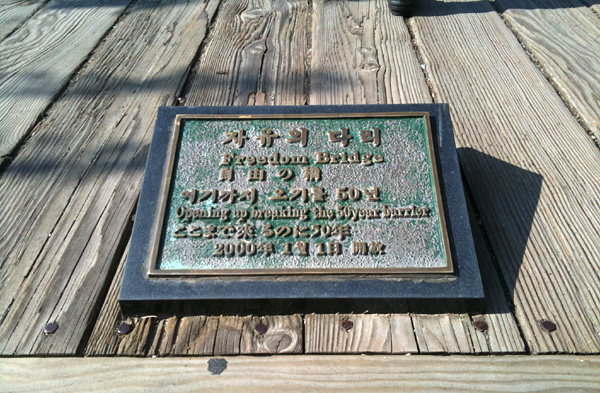 자유의 다리
Freedom Bridge
自由の橋
여기까지 오기를 50년
Opening up breaking the 50year barrier
ここまで来るのに50年
2000年 1月 1日 開放